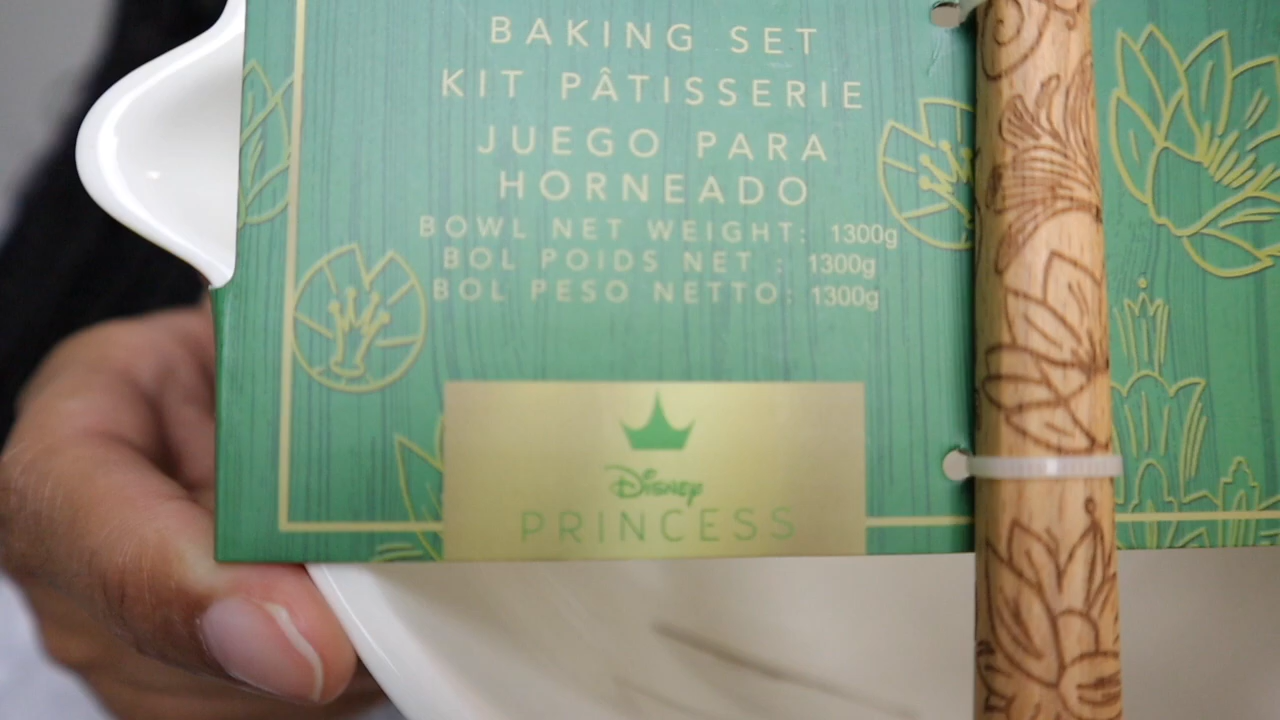 BAKING SET
KIT PÂTISSERIE
JUEGO PARA
HORNEADO
BOWL NET WEIGHT: 1300g
BOL POIDS NET : 1300g
BOL PESO NETTO: 1300g
Disney
PRINCESS